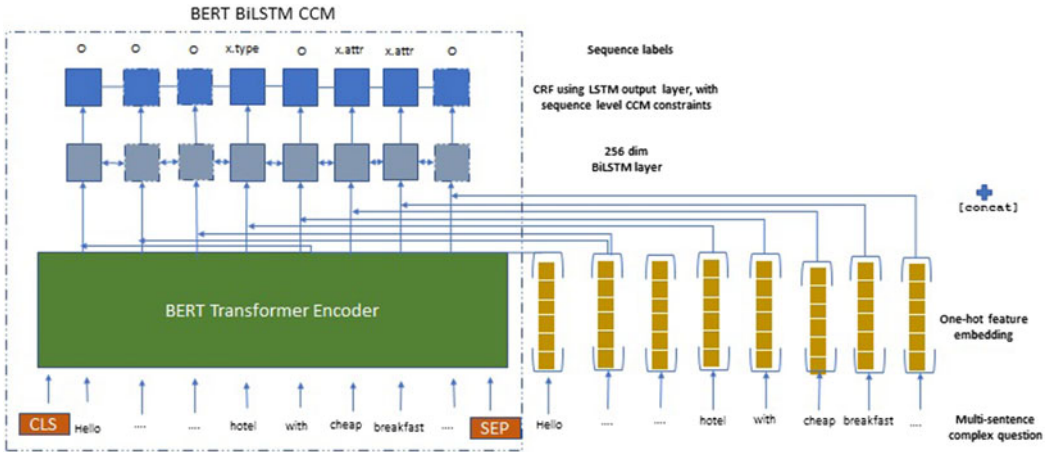 BERT BiLSTM CCM
O O O x.type O x.attr x.attr O
Sequence labels
CRF using LSTM output layer, with
sequence level CCM constraints
256 dim
BiLSTM layer
[concat]
BERT Transformer Encoder
One-hot feature
embedding
CLS Hello .... .... hotel with cheap breakfast .... SEP
Hello .... .... hotel with cheap breakfast ....
Multi-sentence
complex question